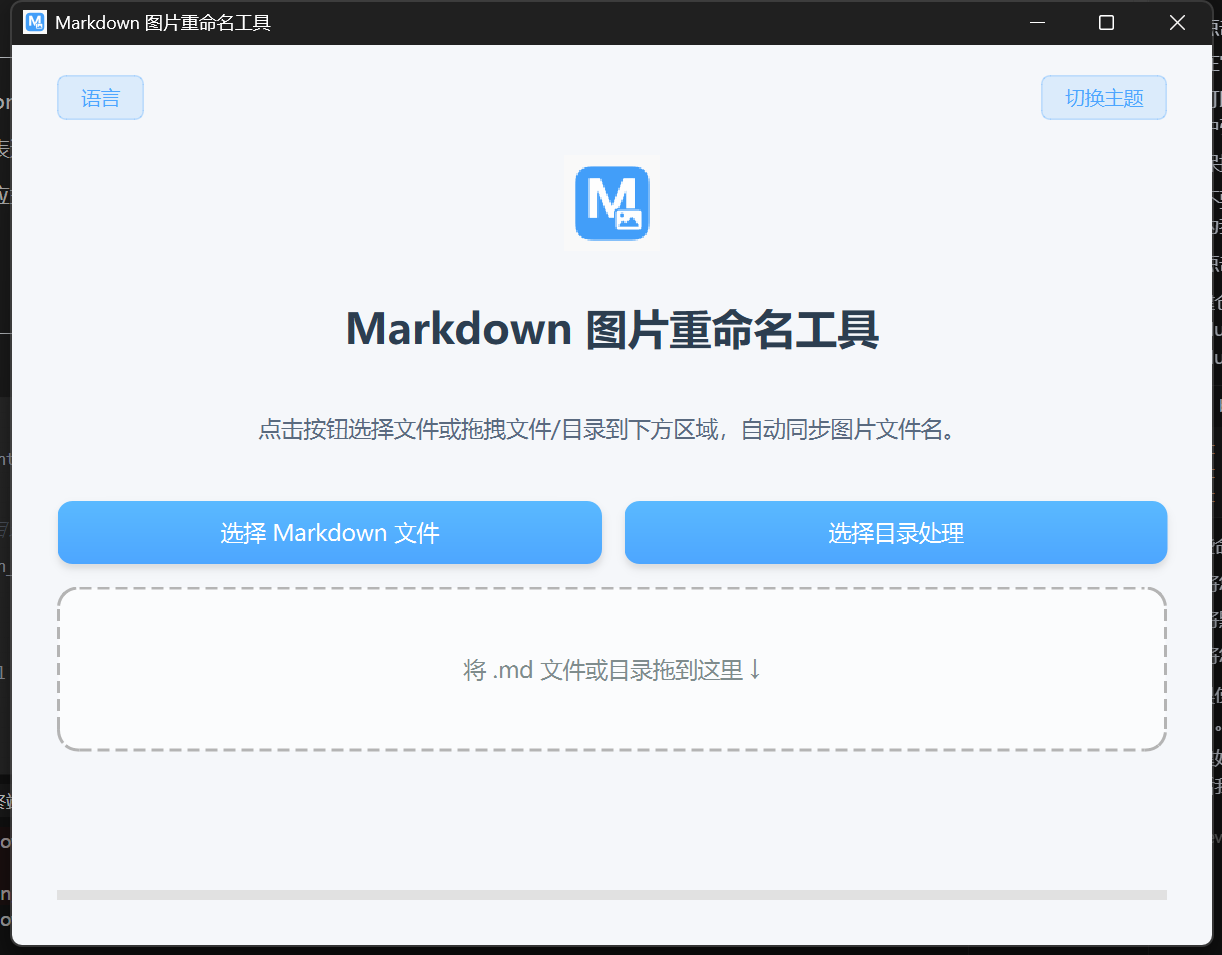 Markdown 图片重命名工具
语言
切换主题
M
Markdown 图片重命名工具
点击按钮选择文件或拖拽文件/目录到下方区域，自动同步图片文件名。
选择 Markdown 文件
选择目录处理
将 .md 文件或目录拖到这里↓